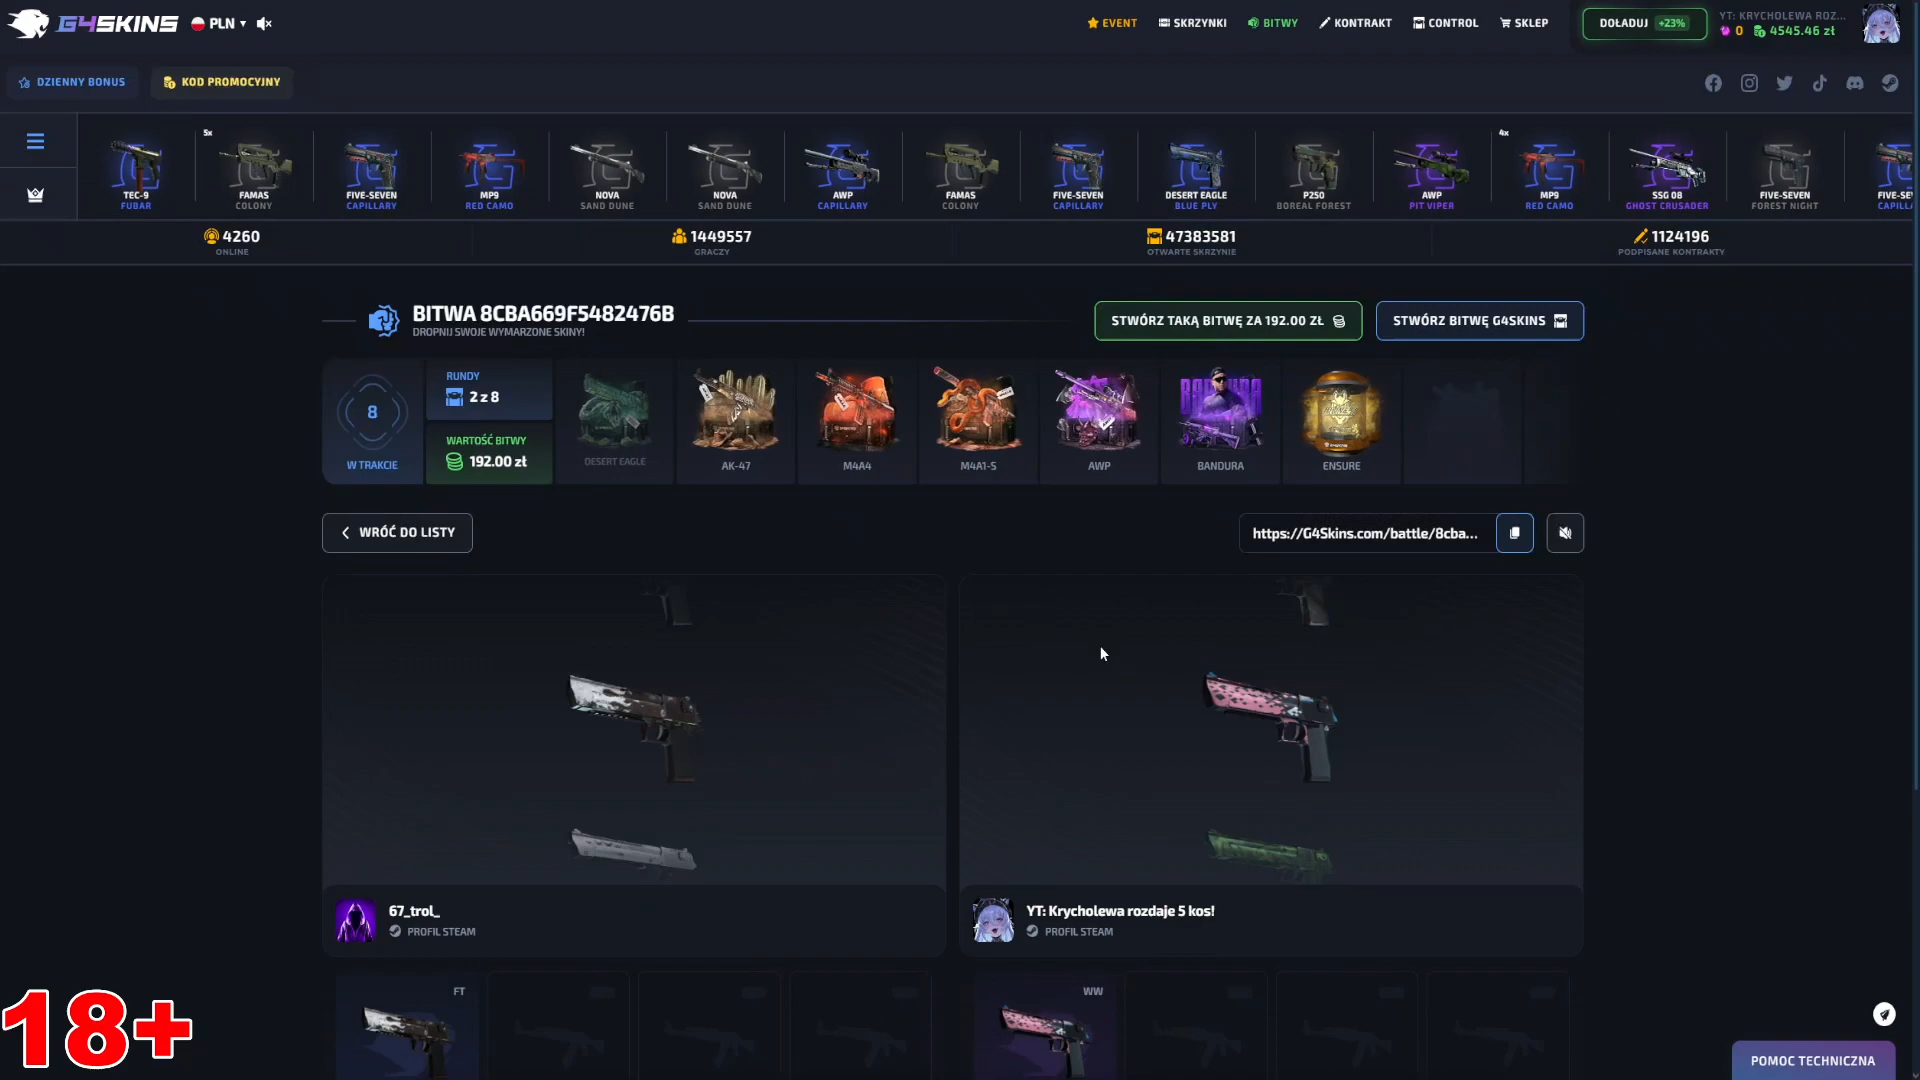 G4SKINS
PLN
EVENT
SKRZYNKI
BITWY
KONTRAKT
CONTROL
SKLEP
DOŁADUJ +23%
YT: KRYCHOLEWA ROZ...
0 4545.46 zł
DZIENNY BONUS
KOD PROMOCYJNY
TEC-9
FUBAR
5x
FAMAS
COLONY
FIVE-SEVEN
CAPILLARY
MP9
RED CAMO
NOVA
SAND DUNE
NOVA
SAND DUNE
AWP
CAPILLARY
FAMAS
COLONY
FIVE-SEVEN
CAPILLARY
DESERT EAGLE
BLUE PLY
P250
BOREAL FOREST
AWP
PIT VIPER
4x
MP9
RED CAMO
SSG 08
GHOST CRUSADER
FIVE-SEVEN
FOREST NIGHT
FIVE-SE
CAPILL
4260
ONLINE
1449557
GRACZY
47383581
OTWARTE SKRZYNIE
1124196
PODPISANE KONTRAKTY
BITWA 8CBA669F5482476B
DROPNIJ SWOJE WYMARZONE SKINY!
STWÓRZ TAKĄ BITWĘ ZA 192.00 ZŁ
STWÓRZ BITWĘ G4SKINS
8
W TRAKCIE
RUNDY
2 z 8
WARTOŚĆ BITWY
192.00 zł
DESERT EAGLE
AK-47
M4A4
M4A1-S
AWP
BANDURA
BANDURA
ENSURE
WRÓĆ DO LISTY
https://G4Skins.com/battle/8cba...
67_trol_
PROFIL STEAM
YT: Krycholewa rozdaje 5 kos!
PROFIL STEAM
FT
WW
18+
POMOC TECHNICZNA